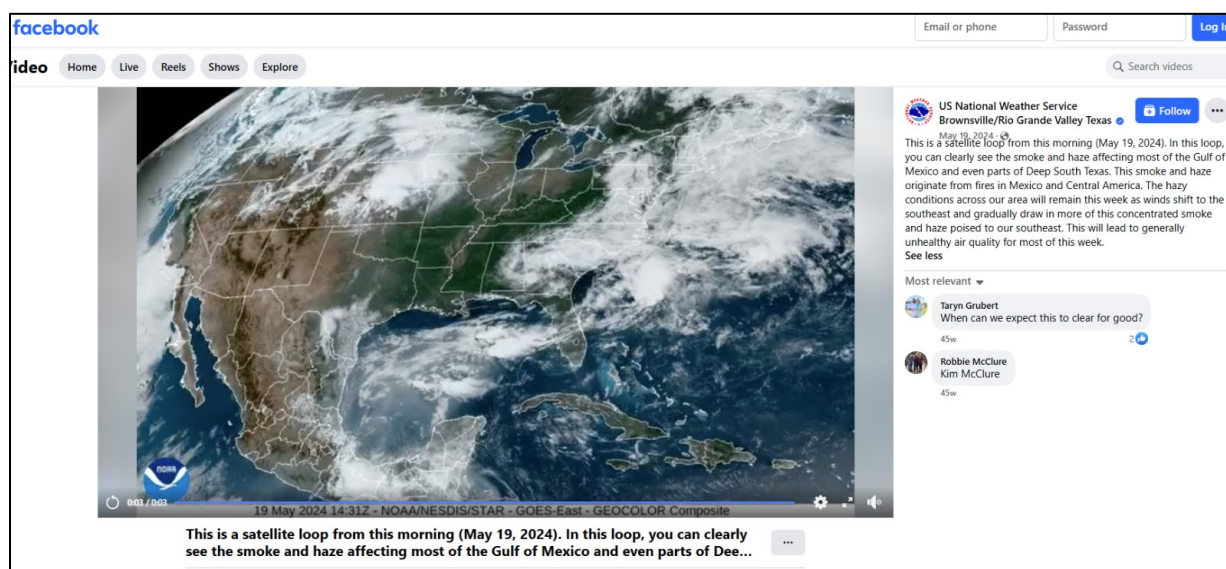 facebook
Email or phone
Password
Log I
ideo
Home
Live
Reels
Shows
Explore
Search videos
US National Weather Service
Brownsville/Rio Grande Valley Texas
Follow
May 19, 2024
This is a satellite loop from this morning (May 19, 2024). In this loop,
you can clearly see the smoke and haze affecting most of the Gulf of
Mexico and even parts of Deep South Texas. This smoke and haze
originate from fires in Mexico and Central America. The hazy
conditions across our area will remain this week as winds shift to the
southeast and gradually draw in more of this concentrated smoke
and haze poised to our southeast. This will lead to generally
unhealthy air quality for most of this week.
See less
Most relevant
Taryn Grubert
When can we expect this to clear for good?
45w
2
Robbie McClure
Kim McClure
45w
NOAA
0:03 / 0:03
19 May 2024 14:31Z - NOAA/NESDIS/STAR - GOES-East - GEOCOLOR Composite
This is a satellite loop from this morning (May 19, 2024). In this loop, you can clearly
see the smoke and haze affecting most of the Gulf of Mexico and even parts of Dee...